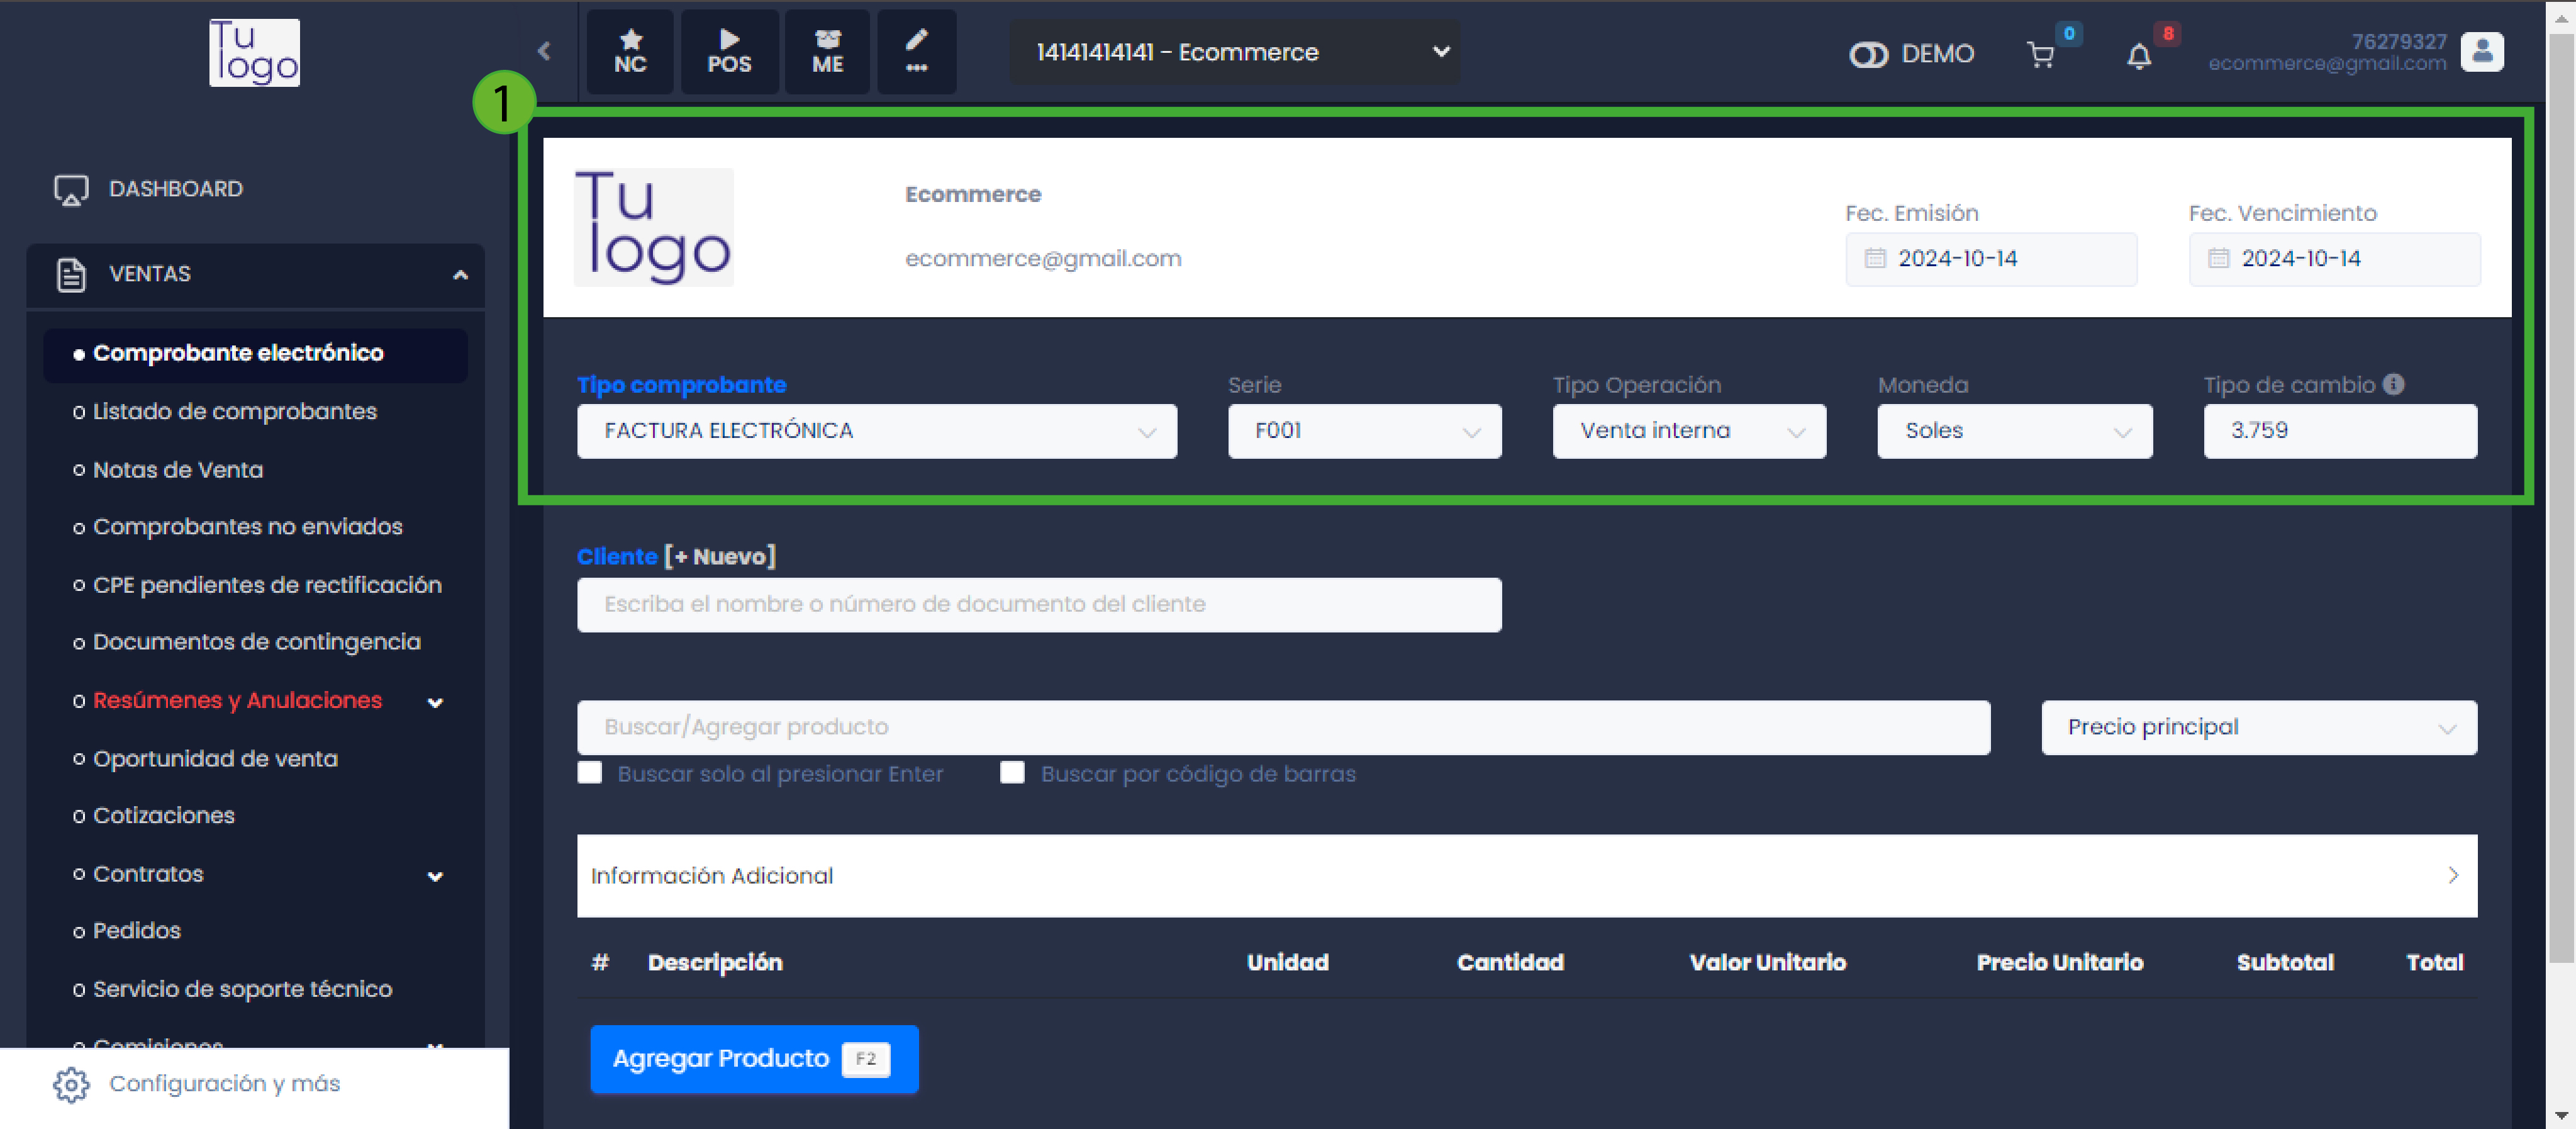 Tu
logo
NC
POS
ME
14141414141 - Ecommerce
DEMO
0
8
76279327
ecommerce@gmail.com
1
DASHBOARD
VENTAS
Comprobante electrónico
Listado de comprobantes
Notas de Venta
Comprobantes no enviados
CPE pendientes de rectificación
Documentos de contingencia
Resúmenes y Anulaciones
Oportunidad de venta
Cotizaciones
Contratos
Pedidos
Servicio de soporte técnico
Comisiones
Configuración y más
Tu
logo
Ecommerce
ecommerce@gmail.com
Fec. Emisión
2024-10-14
Fec. Vencimiento
2024-10-14
Tipo comprobante
FACTURA ELECTRÓNICA
Serie
F001
Tipo Operación
Venta interna
Moneda
Soles
Tipo de cambio
3.759
Cliente [+ Nuevo]
Escriba el nombre o número de documento del cliente
Buscar/Agregar producto
Precio principal
Buscar solo al presionar Enter
Buscar por código de barras
Información Adicional
# Descripción Unidad Cantidad Valor Unitario Precio Unitario Subtotal Total
Agregar Producto F2